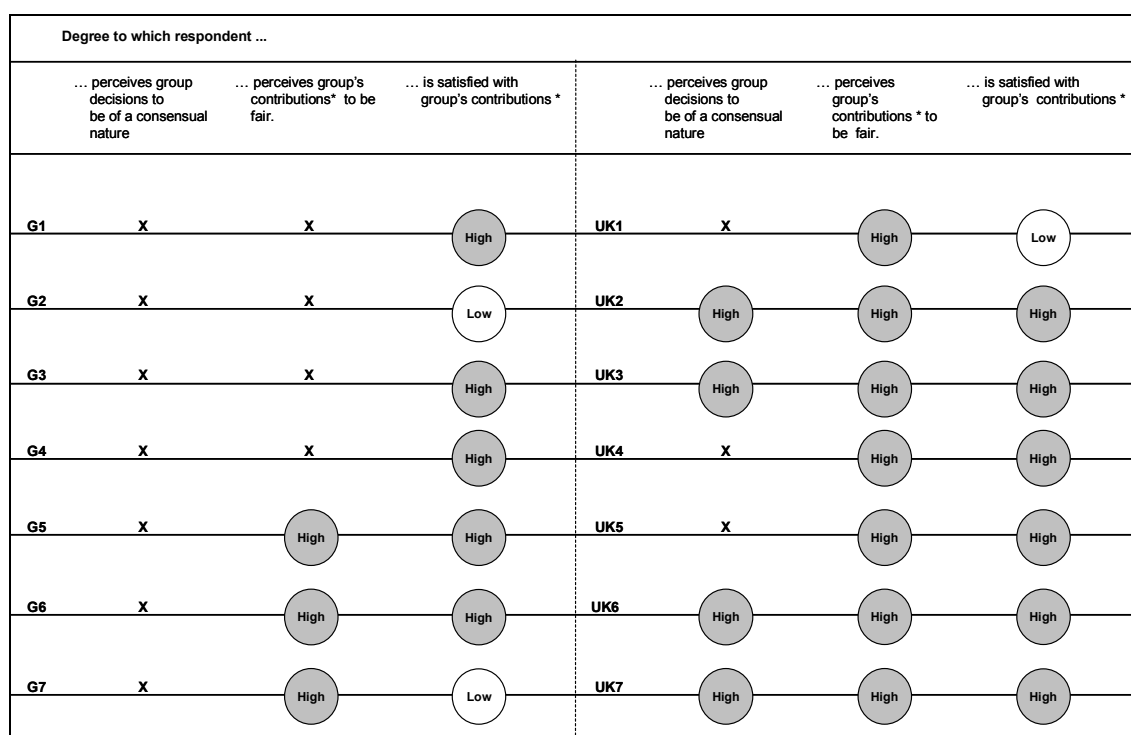 Degree to which respondent ...
... perceives group decisions to be of a consensual nature
... perceives group's contributions* to be fair.
... is satisfied with group's contributions *
... perceives group decisions to be of a consensual nature
... perceives group's contributions * to be fair.
... is satisfied with group's contributions *
G1 X X High UK1 X High Low
G2 X X Low UK2 High High High
G3 X X High UK3 High High High
G4 X X High UK4 X High High
G5 X High High UK5 X High High
G6 X High High UK6 High High High
G7 X High Low UK7 High High High